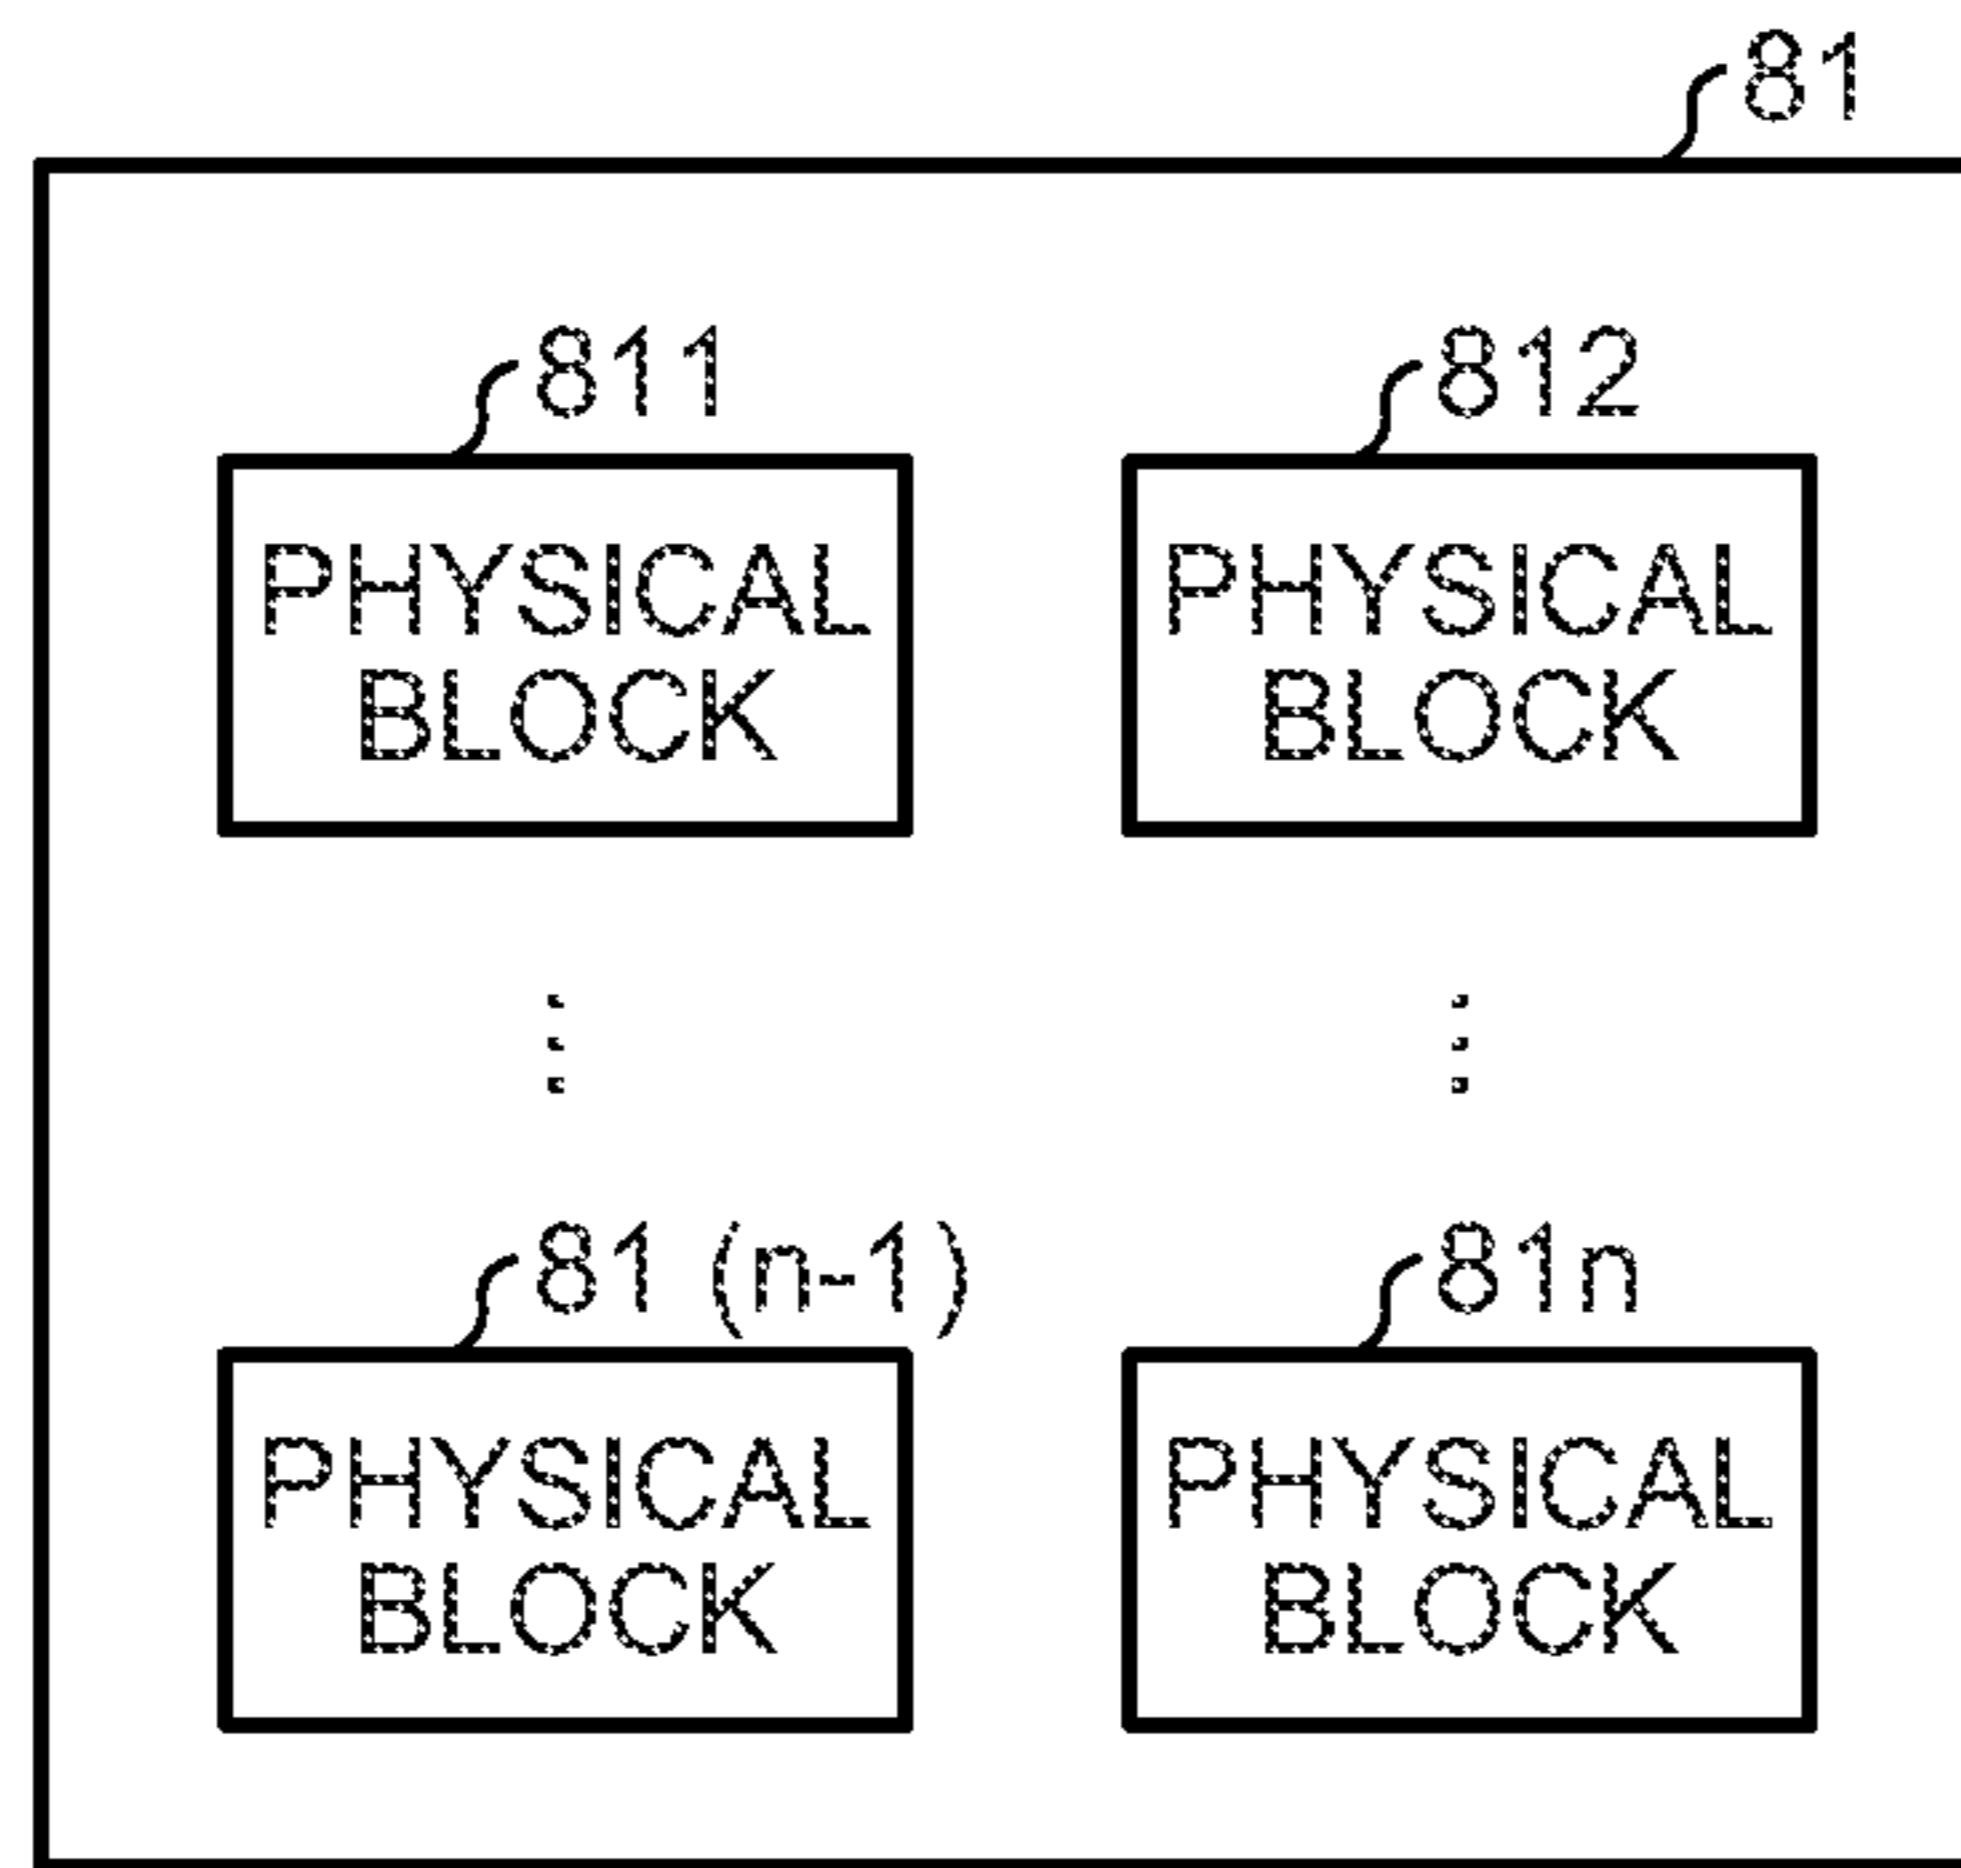 81
811
812
PHYSICAL
BLOCK
PHYSICAL
BLOCK
⋮
⋮
81 (n-1)
81n
PHYSICAL
BLOCK
PHYSICAL
BLOCK